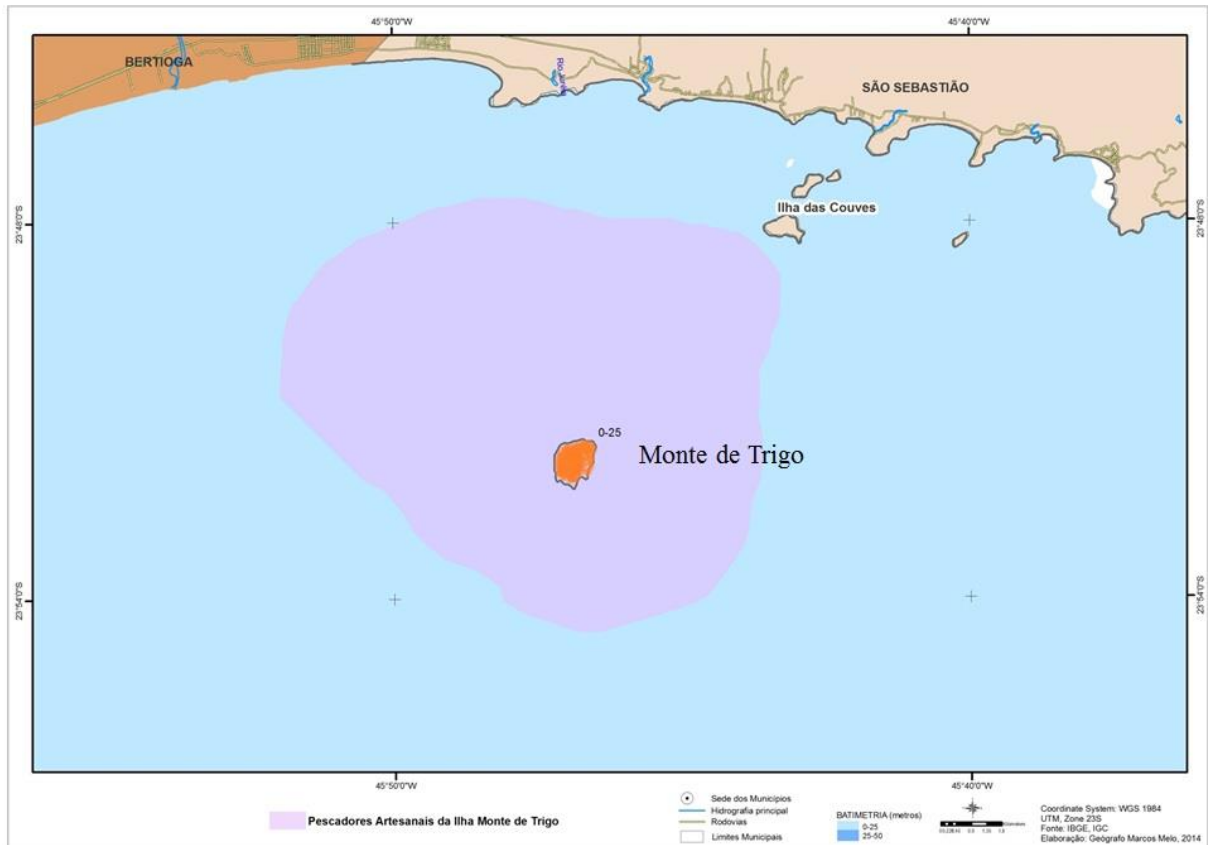 45°50'0"W
45°40'0"W
BERTIOGA
SÃO SEBASTIÃO
Ilha das Couves
23°48'0"S
23°48'0"S
0-25
Monte de Trigo
23°54'0"S
23°54'0"S
45°50'0"W
45°40'0"W
Pescadores Artesanais da Ilha Monte de Trigo
Sede dos Municípios
Hidrografia principal
Rodovias
Limites Municipais
BATIMETRIA (metros)
0-25
25-50
Coordinate System: WGS 1984
UTM, Zone 23S
Fonte: IBGE, IGC
Elaboração: Geógrafo Marcos Melo, 2014